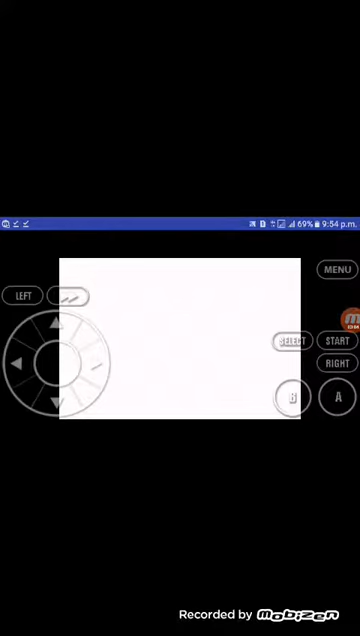 69% 9:54 p.m.
MENU
LEFT
SELECT START
RIGHT
B A
Recorded by mobizen